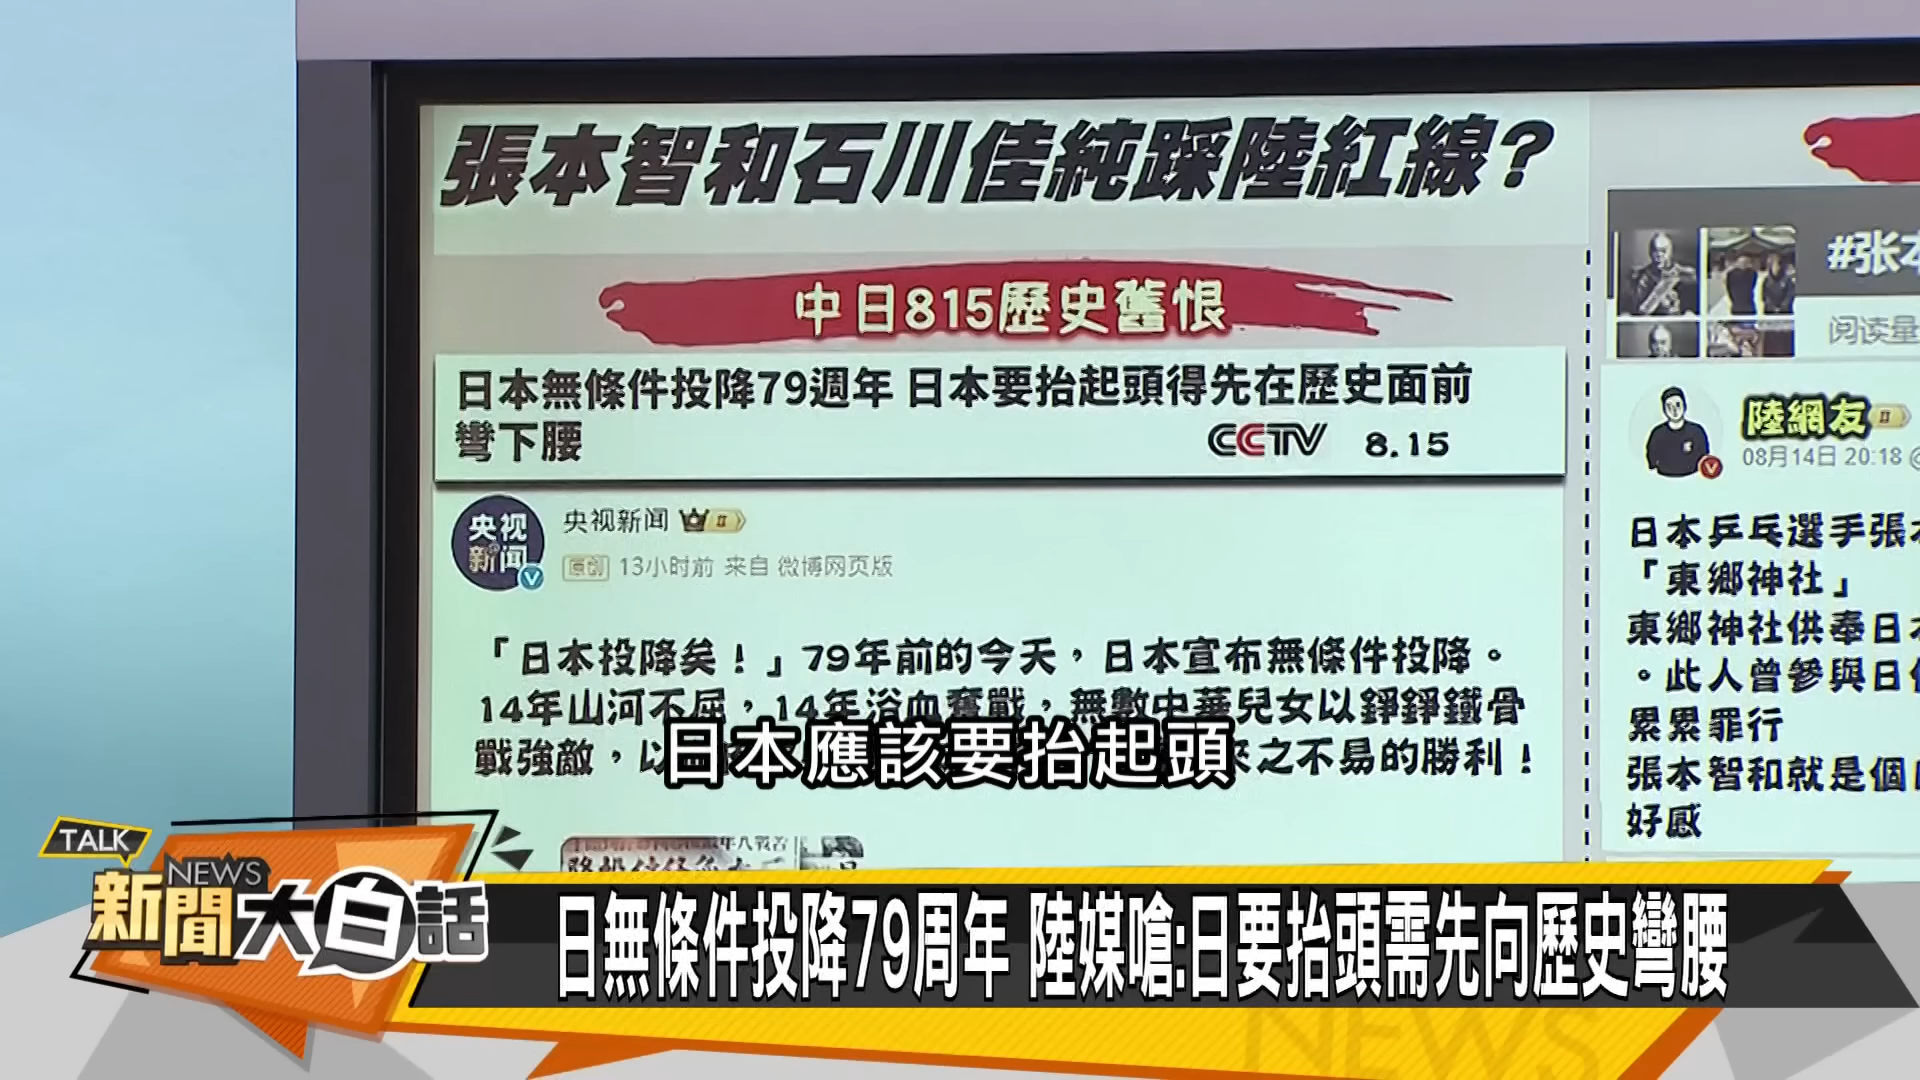 張本智和石川佳純踩陸紅線?
中日815歷史舊恨
日本無條件投降79週年 日本要抬起頭得先在歷史面前
彎下腰
CCTV 8.15
央视新闻
央视新闻
原创 13小时前 来自 微博网页版
「日本投降矣!」79年前的今天,日本宣布無條件投降。
14年山河不屈,14年浴血奮戰,無數中華兒女以錚錚鐵骨
戰強敵,以
來之不易的勝利!
#张本
阅读量
陸網友
08月14日 20:18
日本乒乓選手張本
「東鄉神社」
東鄉神社供奉日本
。此人曾參與日
累累罪行
張本智和就是個
好感
日本應該要抬起頭
TALK
NEWS
新聞大白話
日無條件投降79周年 陸媒嗆:日要抬頭需先向歷史彎腰
NEWS